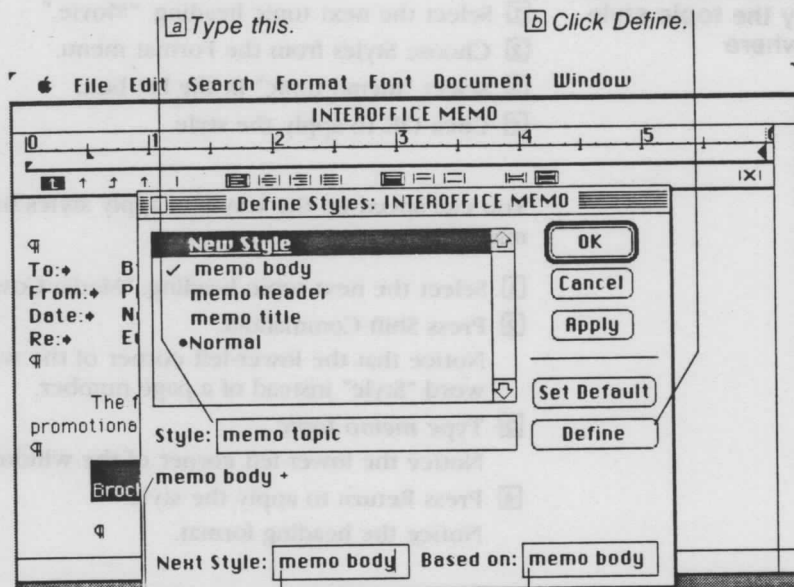 a Type this.
b Click Define.
File Edit Search Format Font Document Window
INTEROFFICE MEMO
0 1 2 3 4 5
Define Styles: INTEROFFICE MEMO
New Style
memo body
memo header
memo title
Normal
OK
Cancel
Apply
Set Default
Define
To:
From:
Date:
Re:
The
promotiona
Style: memo topic
Broch
memo body +
Next Style: memo body Based on: memo body